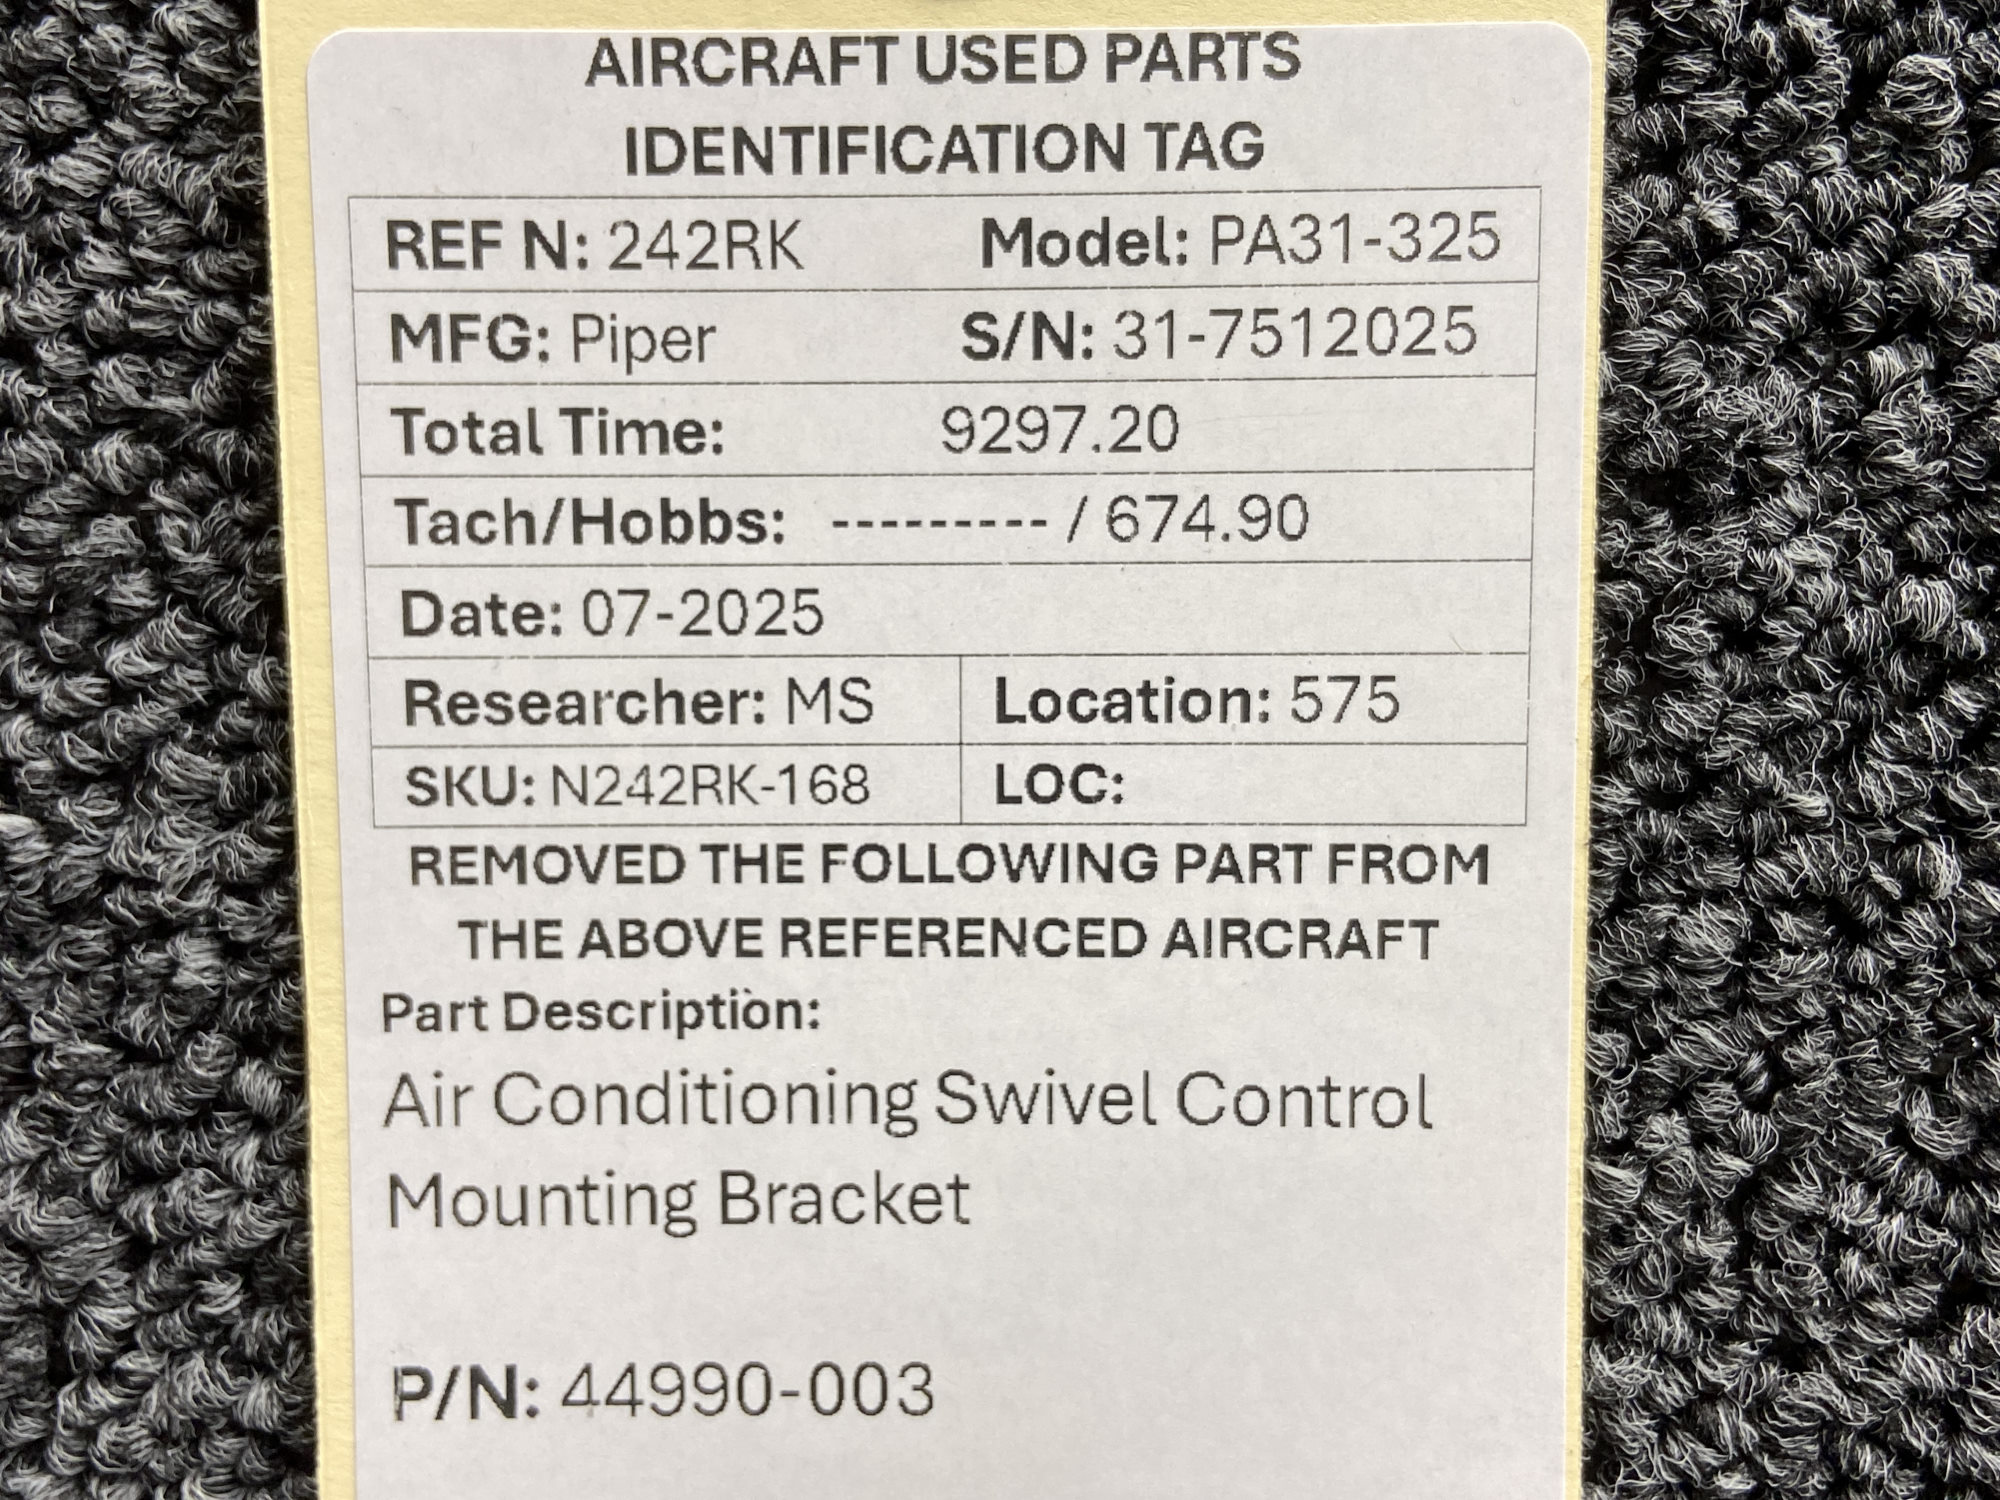 AIRCRAFT USED PARTS
IDENTIFICATION TAG
REF N: 242RK Model: PA31-325
MFG: Piper S/N: 31-7512025
Total Time: 9297.20
Tach/Hobbs: --------- / 674.90
Date: 07-2025
Researcher: MS Location: 575
SKU: N242RK-168 LOC:
REMOVED THE FOLLOWING PART FROM
THE ABOVE REFERENCED AIRCRAFT
Part Description:
Air Conditioning Swivel Control
Mounting Bracket
P/N: 44990-003